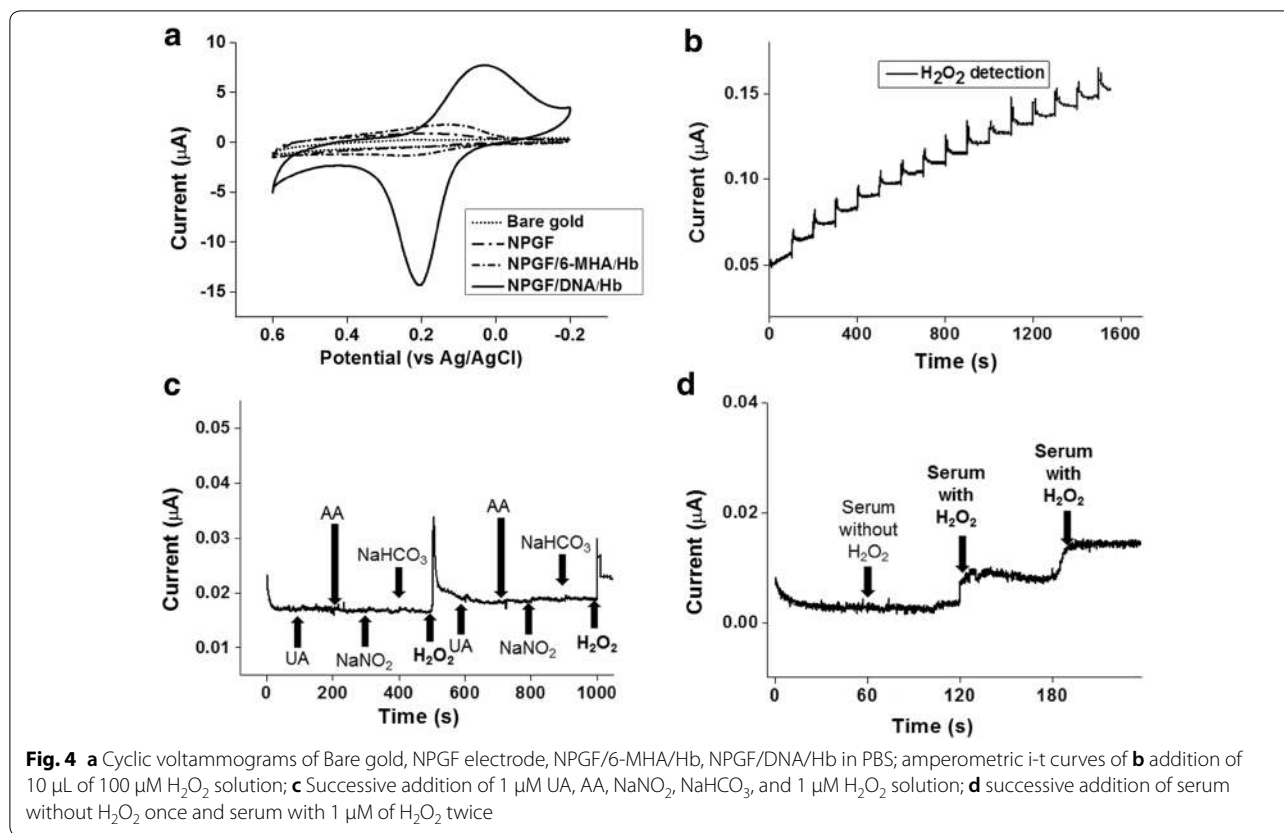 a
10
5
0
-5
-10
-15
Current (μA)
Bare gold
NPGF
NPGF/6-MHA/Hb
NPGF/DNA/Hb
0.6 0.4 0.2 0.0 -0.2
Potential (vs Ag/AgCl)
b
H₂O₂ detection
0.15
0.10
0.05
Current (μA)
0 400 800 1200 1600
Time (s)
c
0.05
0.04
0.03
0.02
0.01
Current (μA)
AA
NaHCO₃
AA
NaHCO₃
UA
NaNO₂
H₂O₂
UA
NaNO₂
H₂O₂
0 200 400 600 800 1000
Time (s)
d
0.04
0.02
0.00
Current (μA)
Serum
without
H₂O₂
Serum
with
H₂O₂
Serum
with
H₂O₂
0 60 120 180
Time (s)
Fig. 4 a Cyclic voltammograms of Bare gold, NPGF electrode, NPGF/6-MHA/Hb, NPGF/DNA/Hb in PBS; amperometric i-t curves of b addition of
10 μL of 100 μM H₂O₂ solution; c Successive addition of 1 μM UA, AA, NaNO₂, NaHCO₃, and 1 μM H₂O₂ solution; d successive addition of serum
without H₂O₂ once and serum with 1 μM of H₂O₂ twice